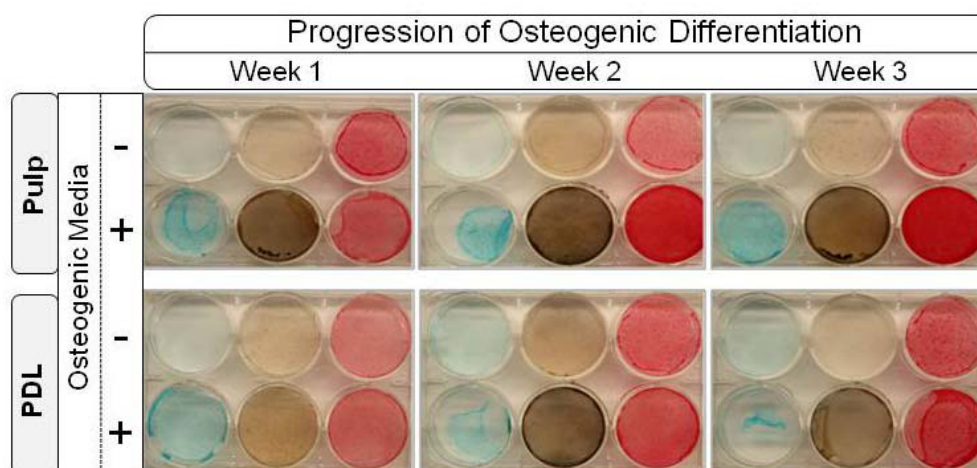 Progression of Osteogenic Differentiation
Week 1 Week 2 Week 3
Pulp
Osteogenic Media
-
+
PDL
-
+